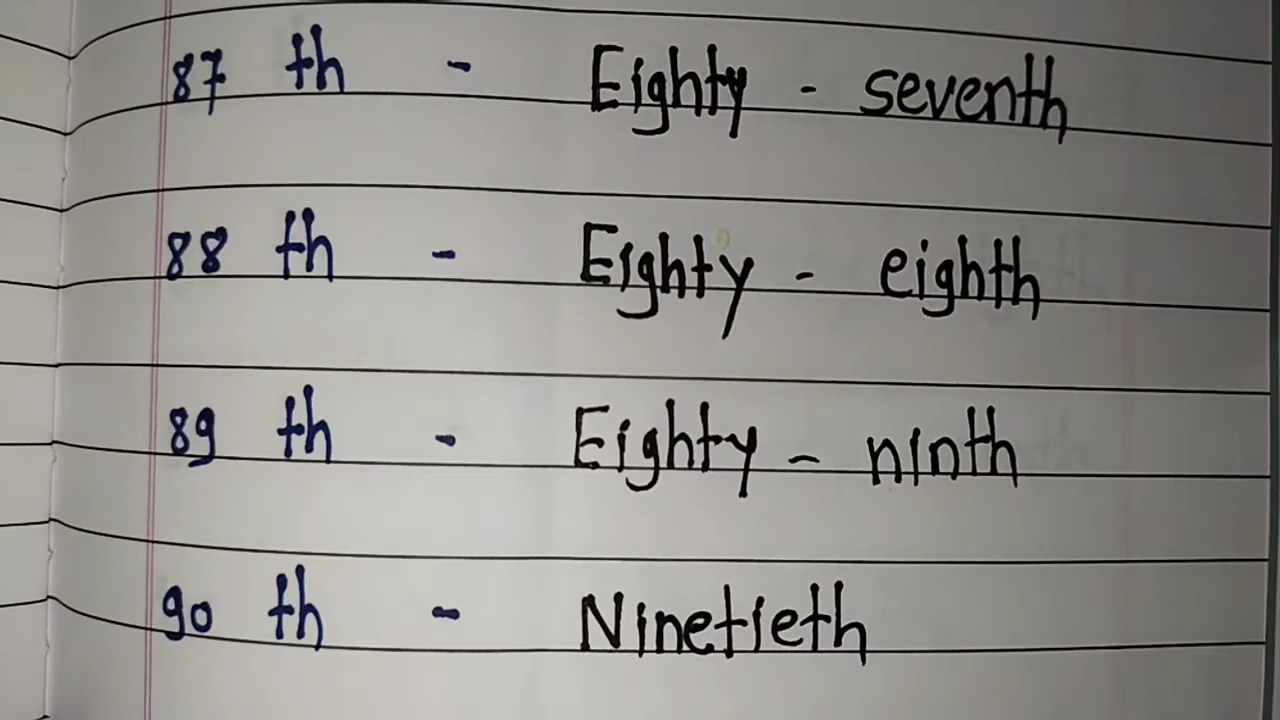 87 th - Eighty - seventh
88 th - Eighty - eighth
89 th - Eighty - ninth
90 th - Ninetieth